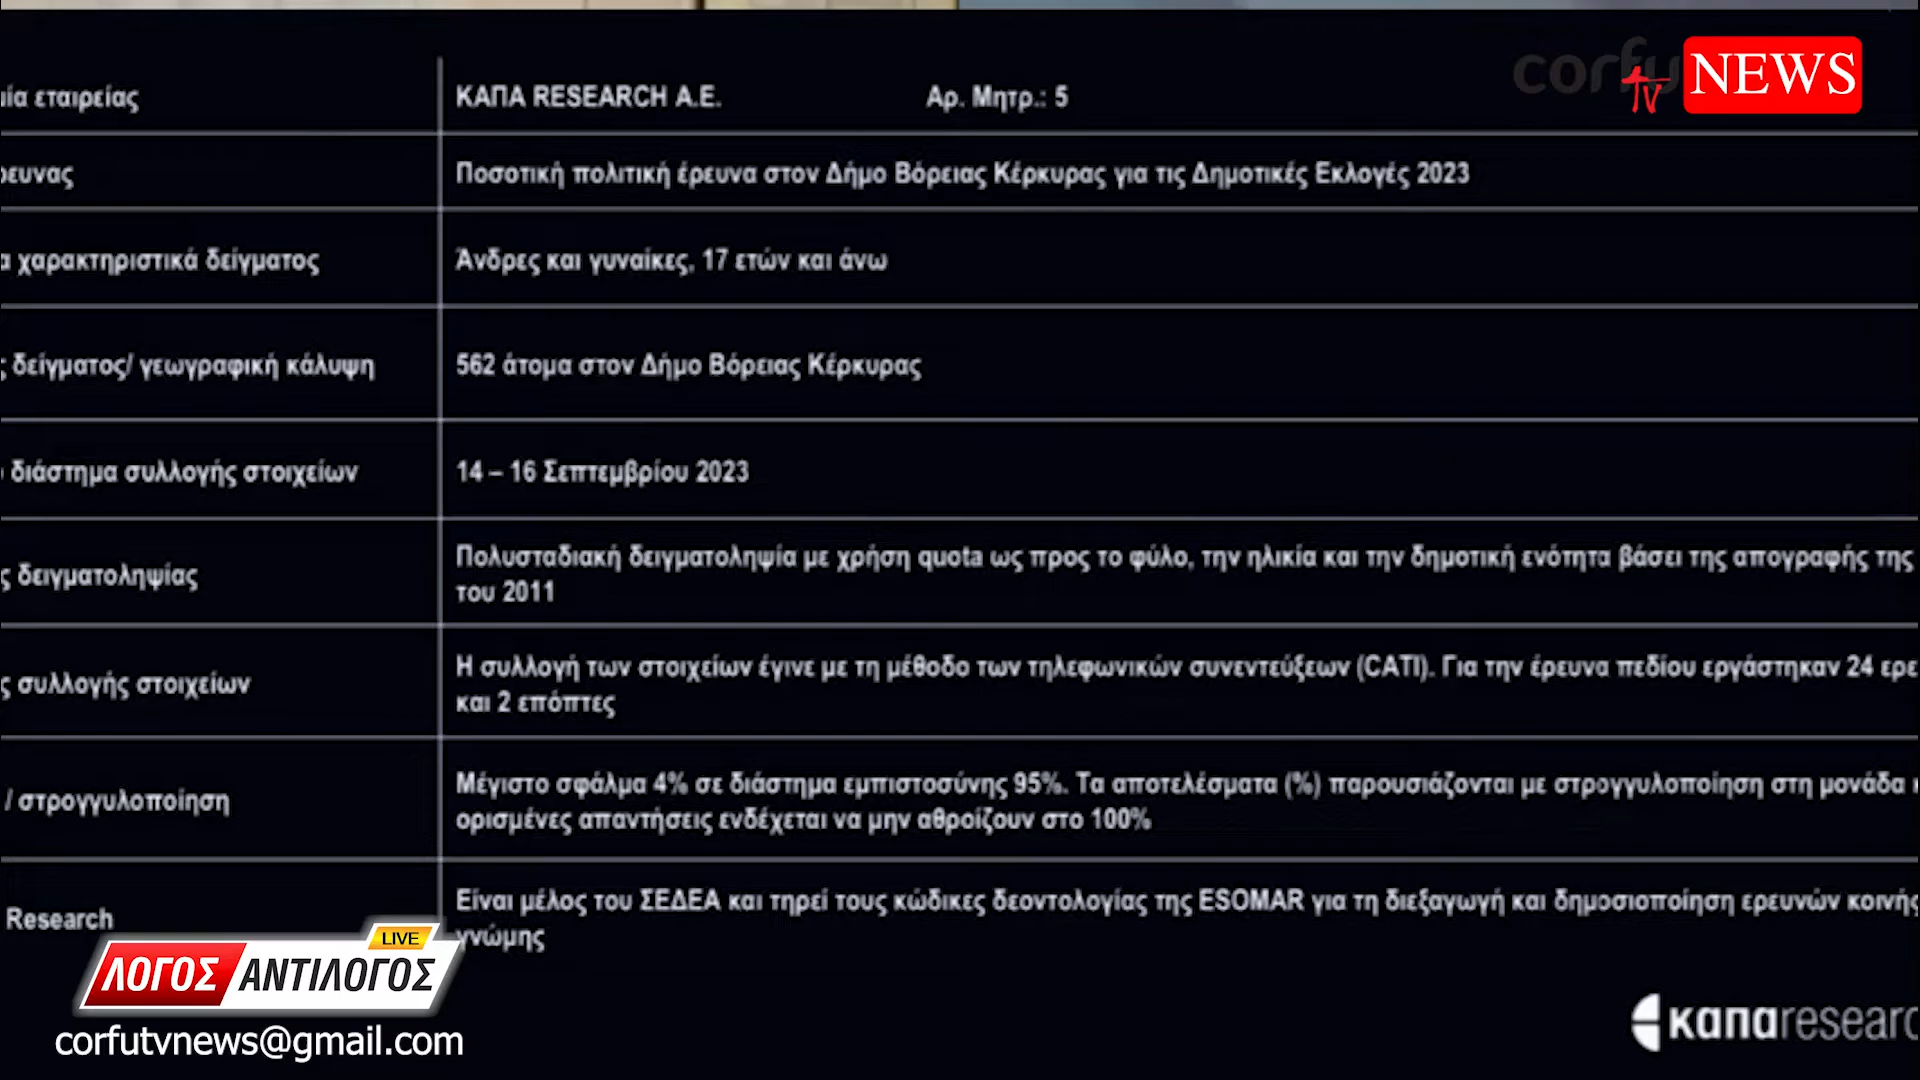 corfu tv NEWS
μία εταιρείας ΚΑΠΑ RESEARCH Α.Ε. Αρ. Μητρ.: 5
ρευνας Ποσοτική πολιτική έρευνα στον Δήμο Βόρειας Κέρκυρας για τις Δημοτικές Εκλογές 2023
α χαρακτηριστικά δείγματος Άνδρες και γυναίκες, 17 ετών και άνω
ς δείγματος/ γεωγραφική κάλυψη 562 άτομα στον Δήμο Βόρειας Κέρκυρας
διάστημα συλλογής στοιχείων 14 – 16 Σεπτεμβρίου 2023
ς δειγματοληψίας Πολυσταδιακή δειγματοληψία με χρήση quota ως προς το φύλο, την ηλικία και την δημοτική ενότητα βάσει της απογραφής της
του 2011
ς συλλογής στοιχείων Η συλλογή των στοιχείων έγινε με τη μέθοδο των τηλεφωνικών συνεντεύξεων (CATI). Για την έρευνα πεδίου εργάστηκαν 24 ερε
και 2 επόπτες
/ στρογγυλοποίηση Μέγιστο σφάλμα 4% σε διάστημα εμπιστοσύνης 95%. Τα αποτελέσματα (%) παρουσιάζονται με στρογγυλοποίηση στη μονάδα
ορισμένες απαντήσεις ενδέχεται να μην αθροίζουν στο 100%
Research Είναι μέλος του ΣΕΔΕΑ και τηρεί τους κώδικες δεοντολογίας της ESOMAR για τη διεξαγωγή και δημοσιοποίηση ερευνών κοινής
γνώμης
LIVE
ΛΟΓΟΣ ΑΝΤΙΛΟΓΟΣ
corfutvnews@gmail.com
καπαresearc